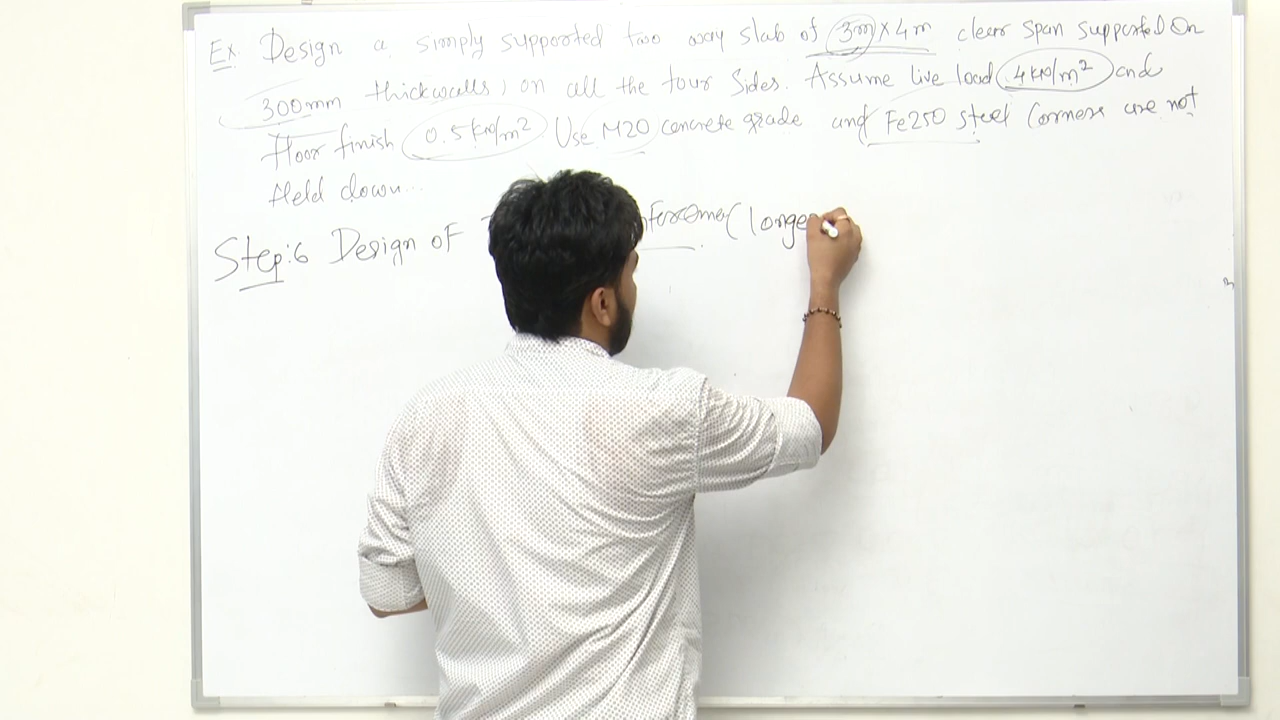 Ex. Design a simply supported two way slab of 3m x 4m clear span supported on
300mm thick walls, on all the four sides. Assume live load 4 kN/m² and
Floor finish 0.5 kN/m² Use M20 concrete grade and Fe250 steel Corners are not
Held down...
Step:6 Design of (longe